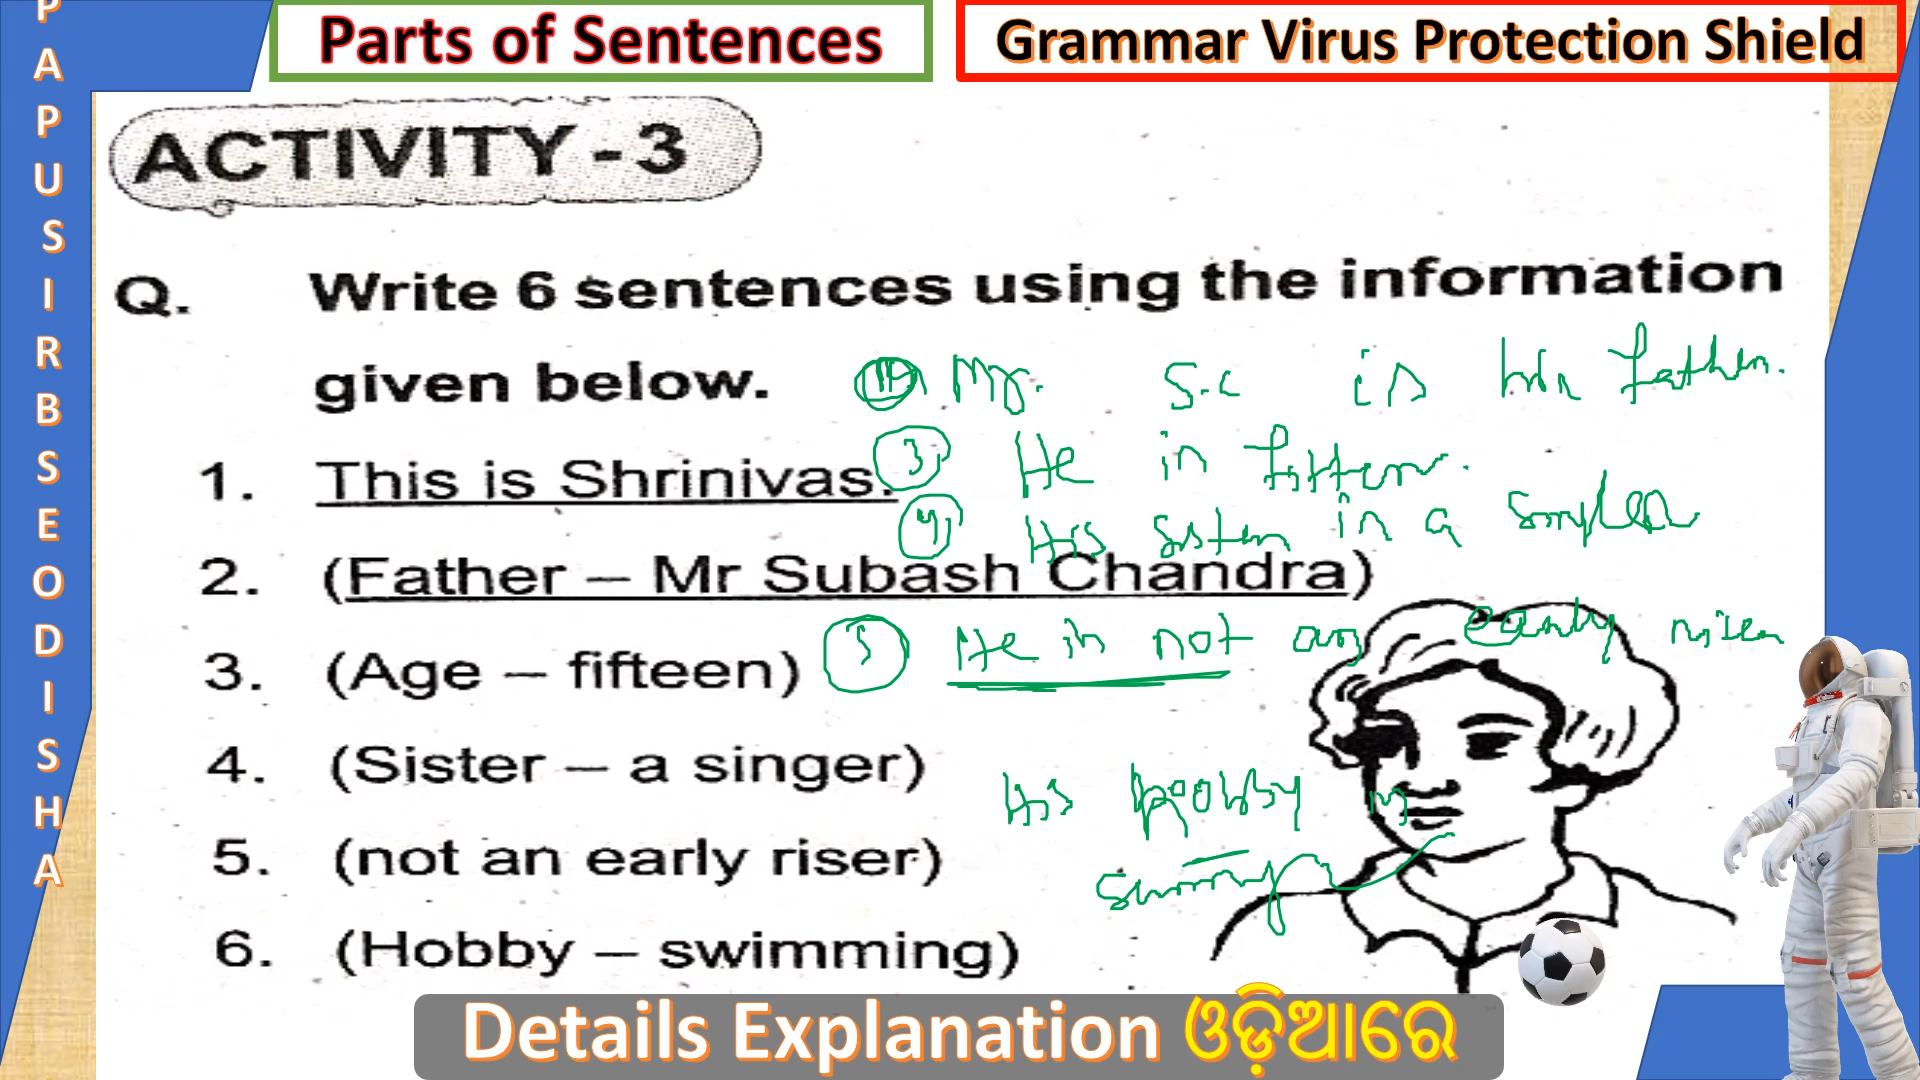 Parts of Sentences
Grammar Virus Protection Shield
PAPUSIRBSEODISHA
ACTIVITY - 3
Q. Write 6 sentences using the information
given below.
Mr. S.C is his father.
1. This is Shrinivas.
3 He is fifteen.
4 His sister is a
2. (Father – Mr Subash Chandra)
5 He is not an early riser
3. (Age – fifteen)
4. (Sister – a singer)
His hobby is
5. (not an early riser)
6. (Hobby – swimming)
Details Explanation ଓଡ଼ିଆରେ